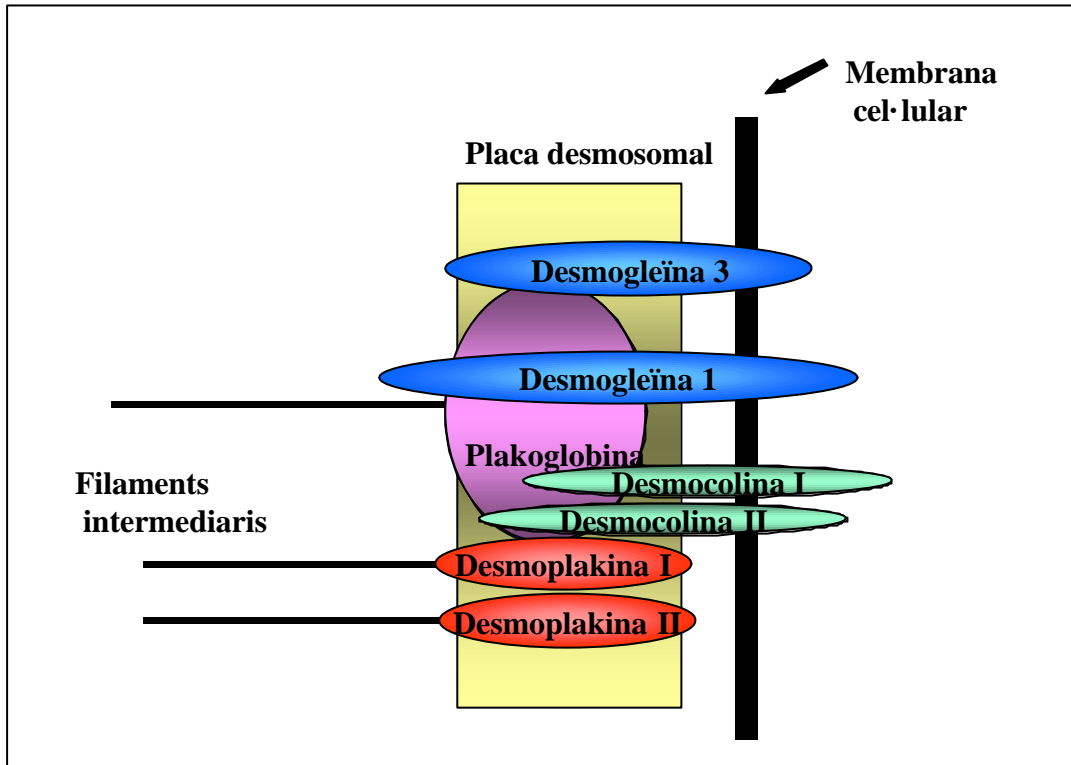 Membrana
cel·lular
Placa desmosomal
Desmogleïna 3
Desmogleïna 1
Plakoglobina
Desmocolina I
Filaments
intermediaris
Desmocolina II
Desmoplakina I
Desmoplakina II